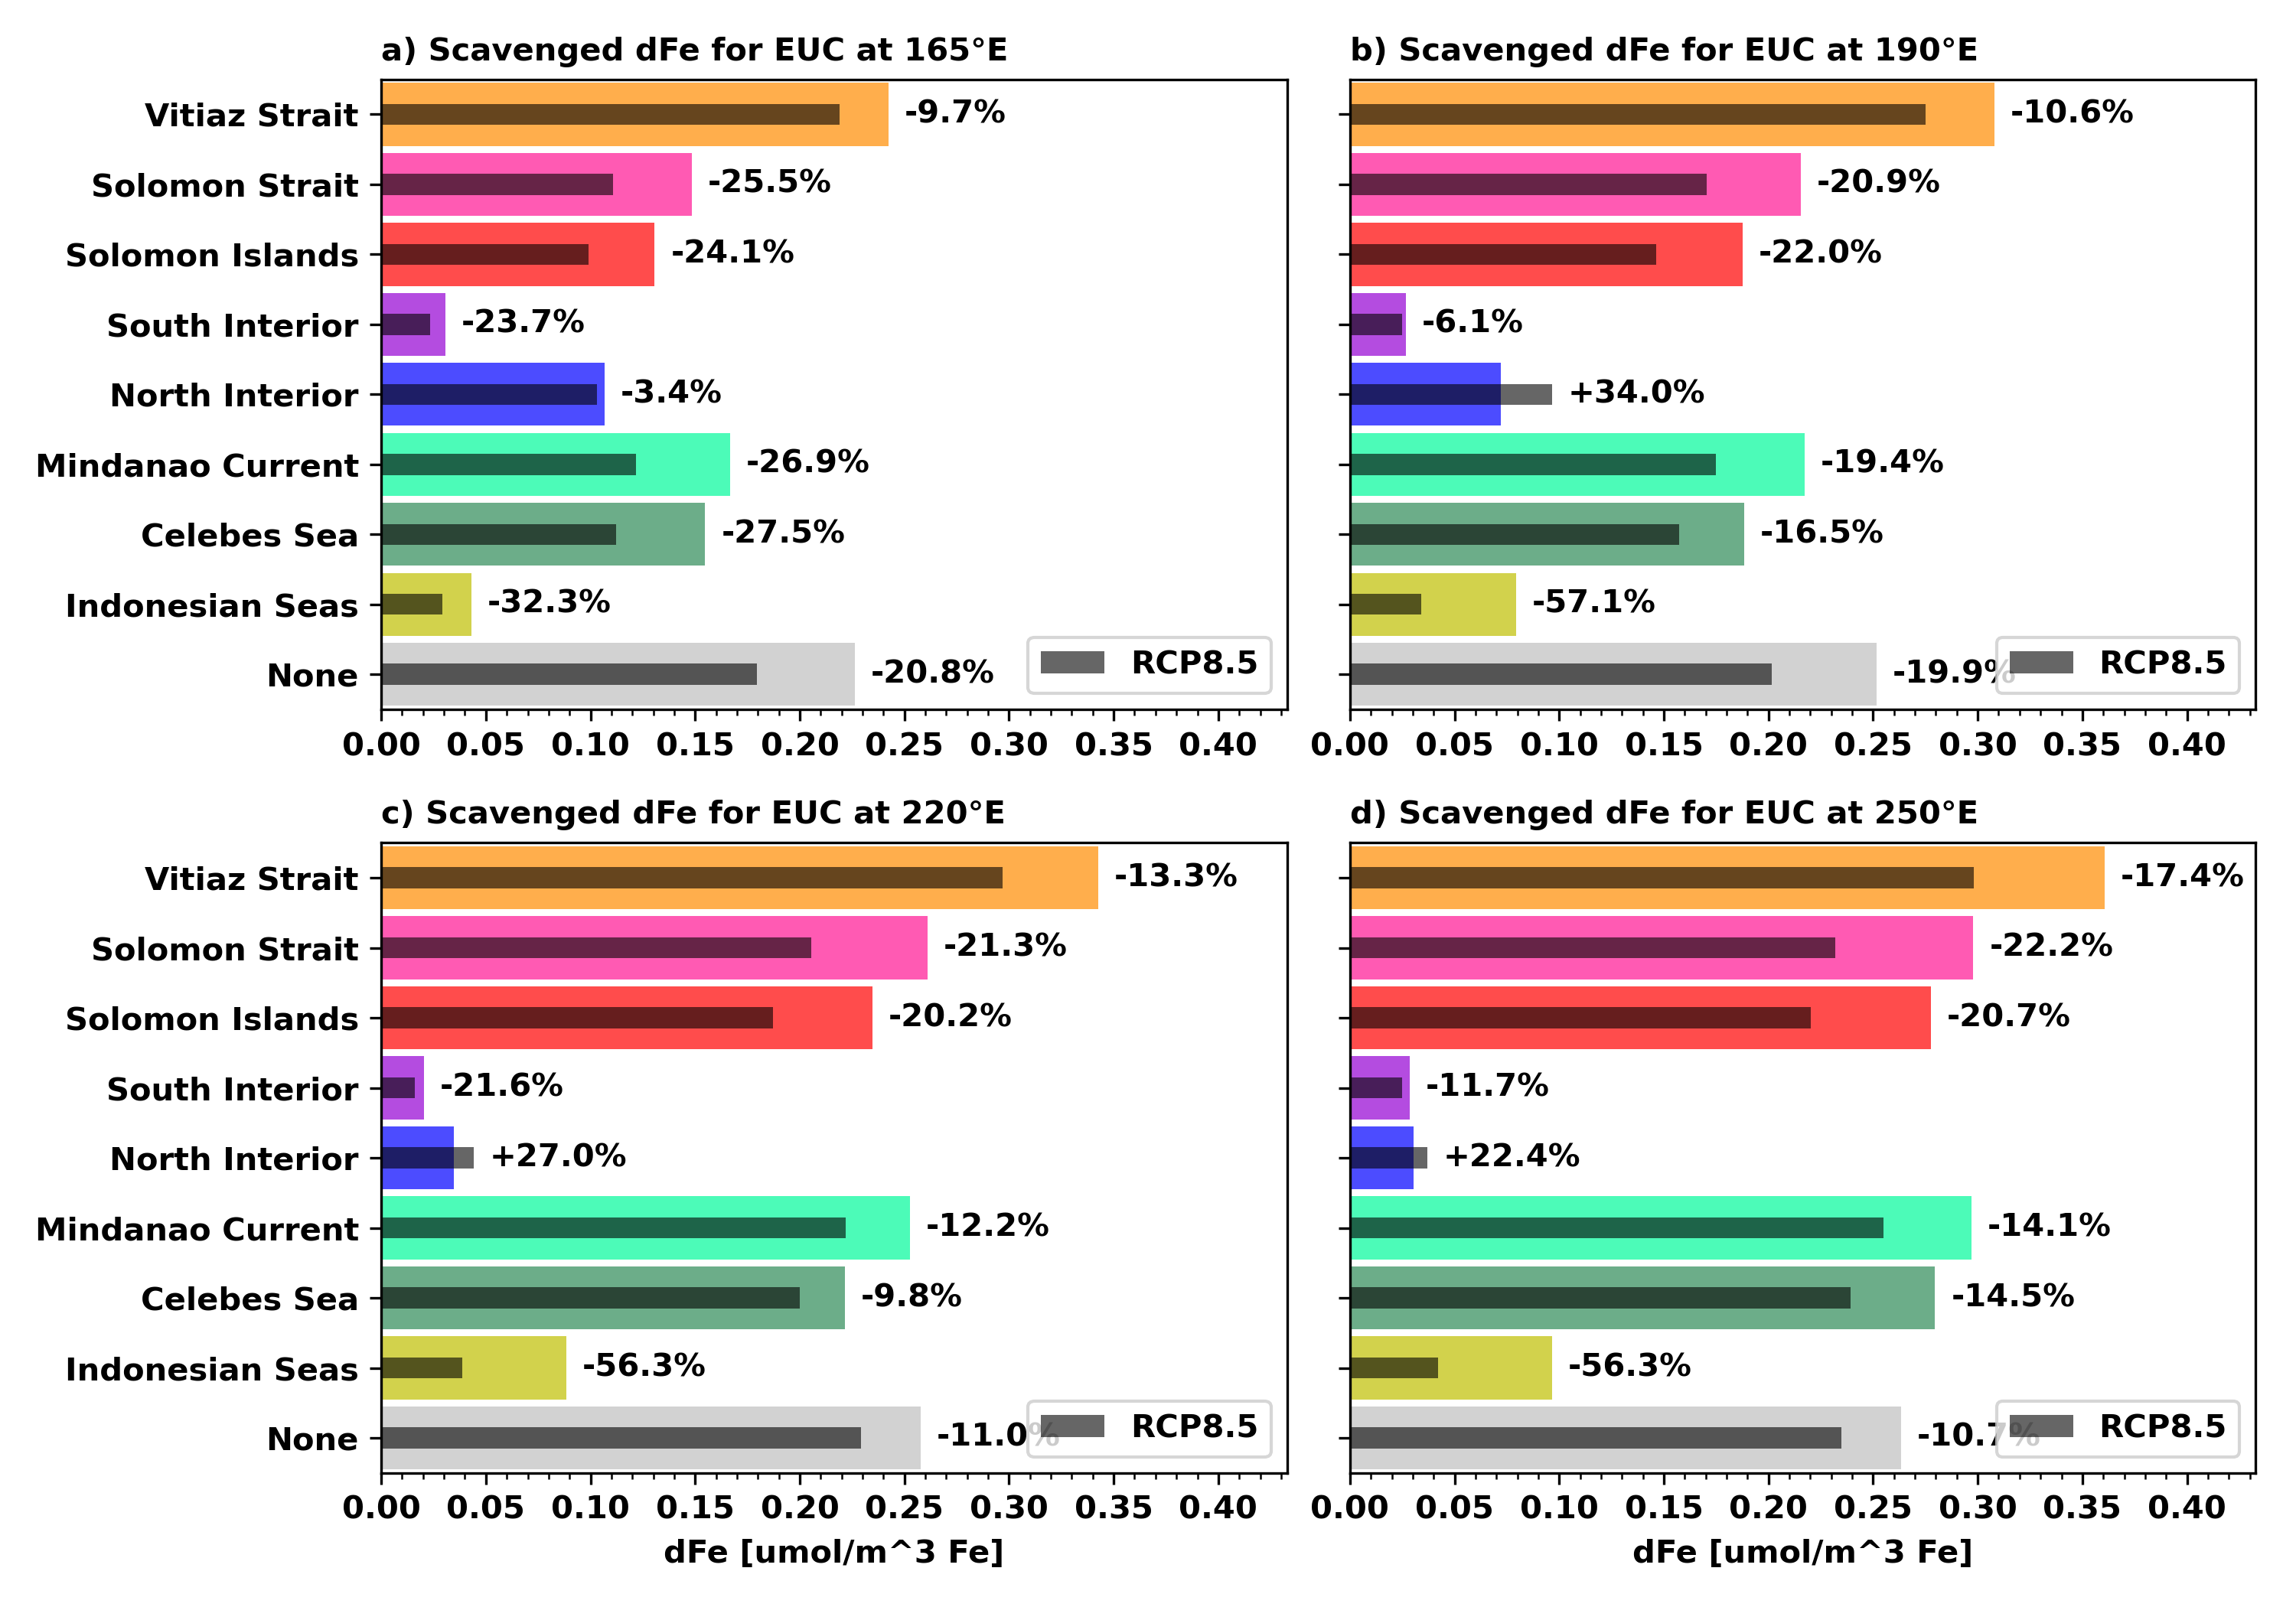 a) Scavenged dFe for EUC at 165°E
Vitiaz Strait
-9.7%
Solomon Strait
-25.5%
Solomon Islands
-24.1%
South Interior
-23.7%
North Interior
-3.4%
Mindanao Current
-26.9%
Celebes Sea
-27.5%
Indonesian Seas
-32.3%
None
-20.8%
RCP8.5
0.00 0.05 0.10 0.15 0.20 0.25 0.30 0.35 0.40
b) Scavenged dFe for EUC at 190°E
-10.6%
-20.9%
-22.0%
-6.1%
+34.0%
-19.4%
-16.5%
-57.1%
-19.9%
RCP8.5
0.00 0.05 0.10 0.15 0.20 0.25 0.30 0.35 0.40
c) Scavenged dFe for EUC at 220°E
Vitiaz Strait
-13.3%
Solomon Strait
-21.3%
Solomon Islands
-20.2%
South Interior
-21.6%
North Interior
+27.0%
Mindanao Current
-12.2%
Celebes Sea
-9.8%
Indonesian Seas
-56.3%
None
-11.0%
RCP8.5
0.00 0.05 0.10 0.15 0.20 0.25 0.30 0.35 0.40
dFe [umol/m^3 Fe]
d) Scavenged dFe for EUC at 250°E
-17.4%
-22.2%
-20.7%
-11.7%
+22.4%
-14.1%
-14.5%
-56.3%
-10.7%
RCP8.5
0.00 0.05 0.10 0.15 0.20 0.25 0.30 0.35 0.40
dFe [umol/m^3 Fe]